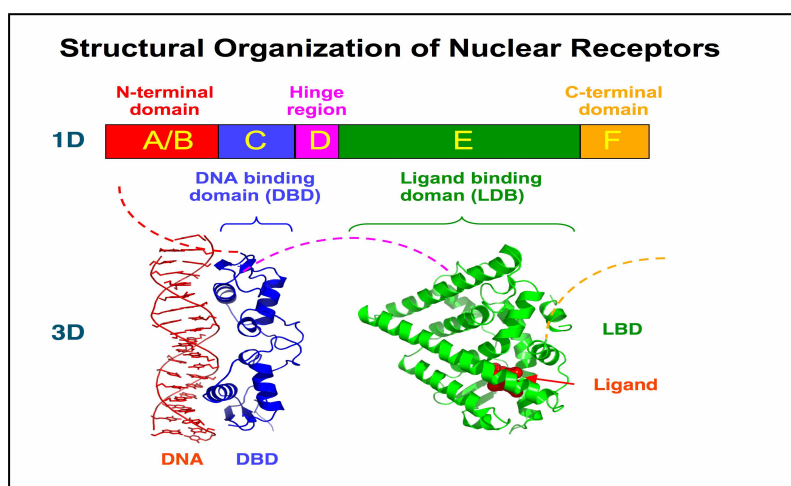 Structural Organization of Nuclear Receptors
N-terminal
domain
Hinge
region
C-terminal
domain
1D
A/B
C
D
E
F
DNA binding
domain (DBD)
Ligand binding
doman (LDB)
3D
LBD
Ligand
DNA
DBD